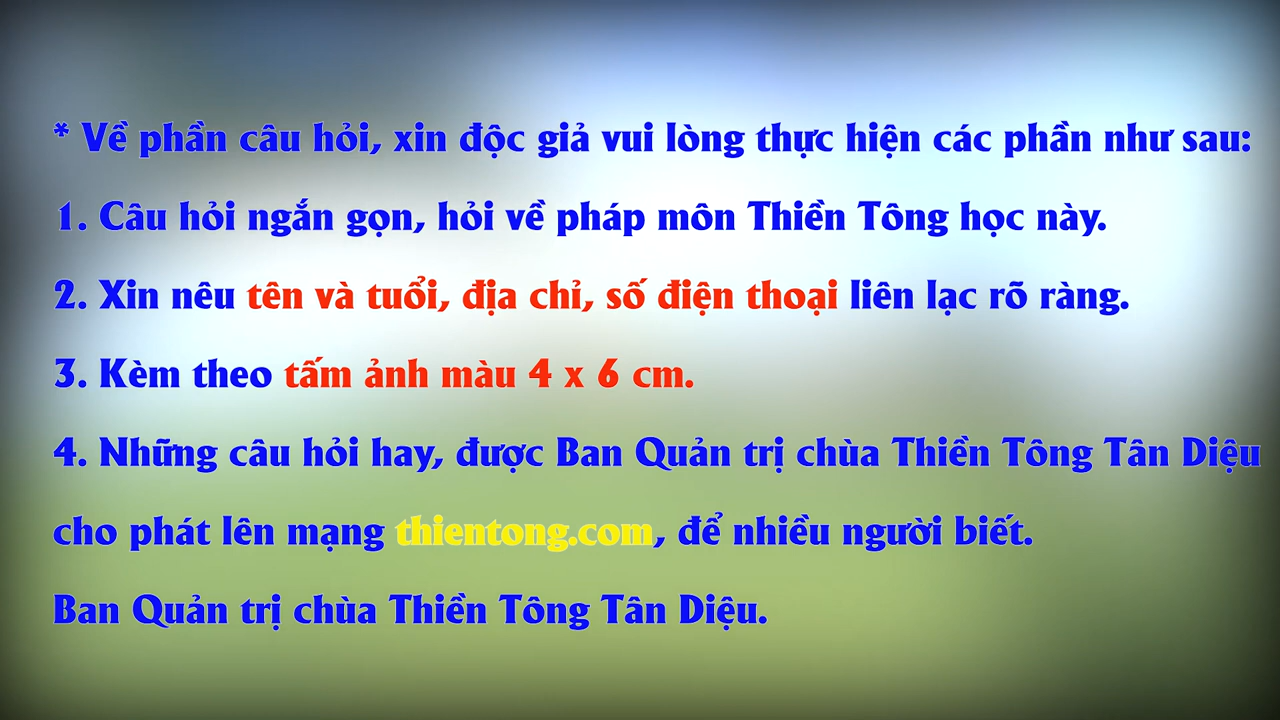 * Về phần câu hỏi, xin độc giả vui lòng thực hiện các phần như sau:
1. Câu hỏi ngắn gọn, hỏi về pháp môn Thiền Tông học này.
2. Xin nêu tên và tuổi, địa chỉ, số điện thoại liên lạc rõ ràng.
3. Kèm theo tấm ảnh màu 4 x 6 cm.
4. Những câu hỏi hay, được Ban Quản trị chùa Thiền Tông Tân Diệu
cho phát lên mạng thientong.com, để nhiều người biết.
Ban Quản trị chùa Thiền Tông Tân Diệu.